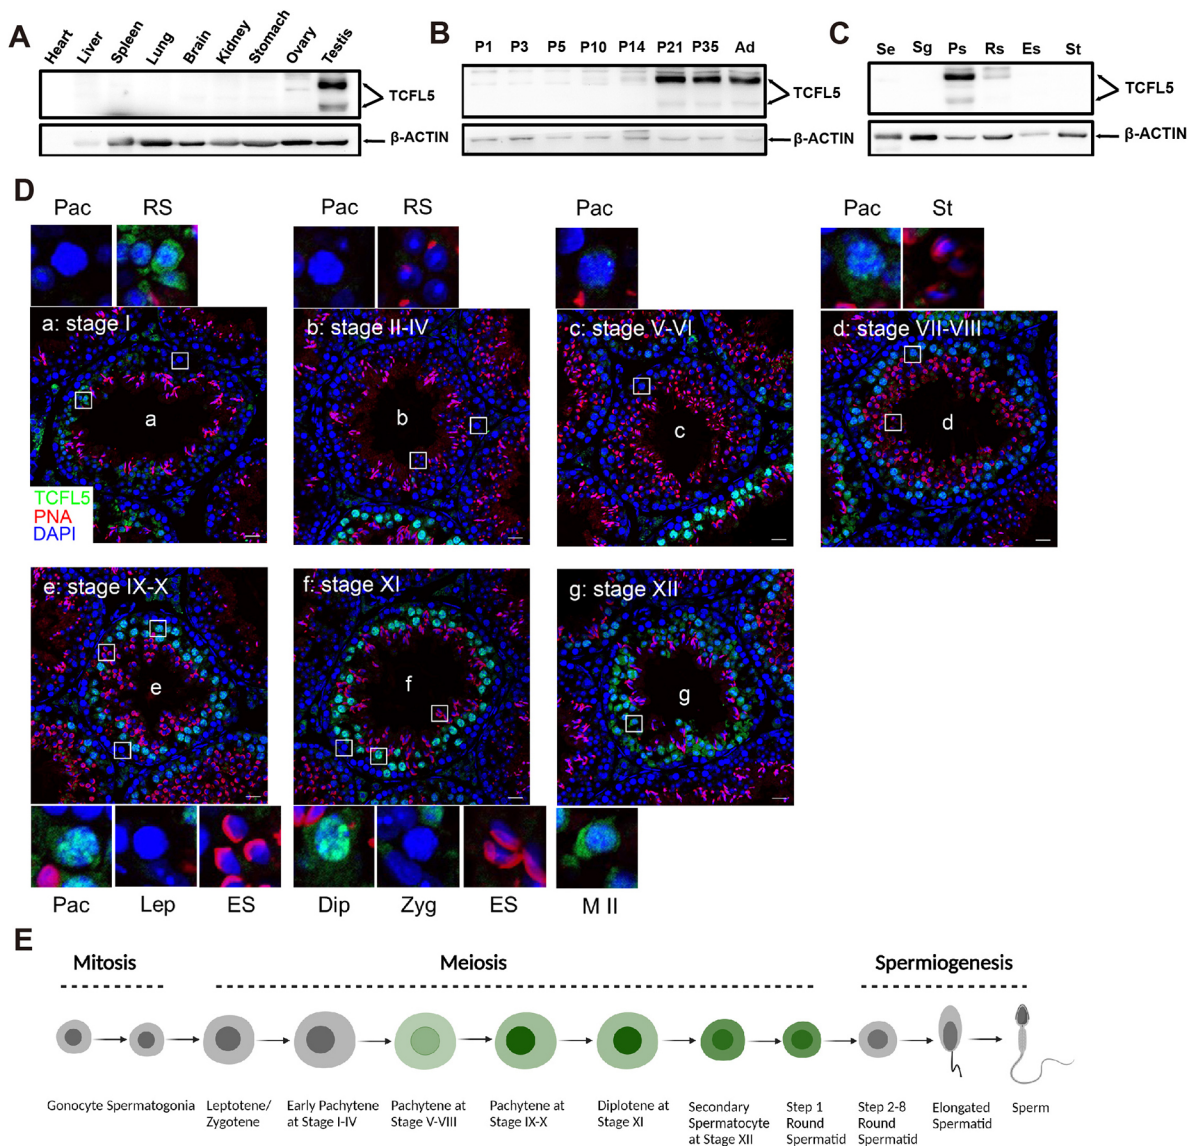 A
Heart
Liver
Spleen
Lung
Brain
Kidney
Stomach
Ovary
Testis
TCFL5
β-ACTIN
B
P1 P3 P5 P10 P14 P21 P35 Ad
TCFL5
β-ACTIN
C
Se Sg Ps Rs Es St
TCFL5
β-ACTIN
D
Pac RS
Pac RS
Pac
Pac St
a: stage I
b: stage II-IV
c: stage V-VI
d: stage VII-VIII
a
b
c
d
TCFL5
PNA
DAPI
e: stage IX-X
f: stage XI
g: stage XII
e
f
g
Pac Lep ES
Dip Zyg ES
M II
E
Mitosis
Meiosis
Spermiogenesis
Gonocyte
Spermatogonia
Leptotene/
Zygotene
Early Pachytene
at Stage I-IV
Pachytene at
Stage V-VIII
Pachytene at
Stage IX-X
Diplotene at
Stage XI
Secondary
Spermatocyte
at Stage XII
Step 1
Round
Spermatid
Step 2-8
Round
Spermatid
Elongated
Spermatid
Sperm